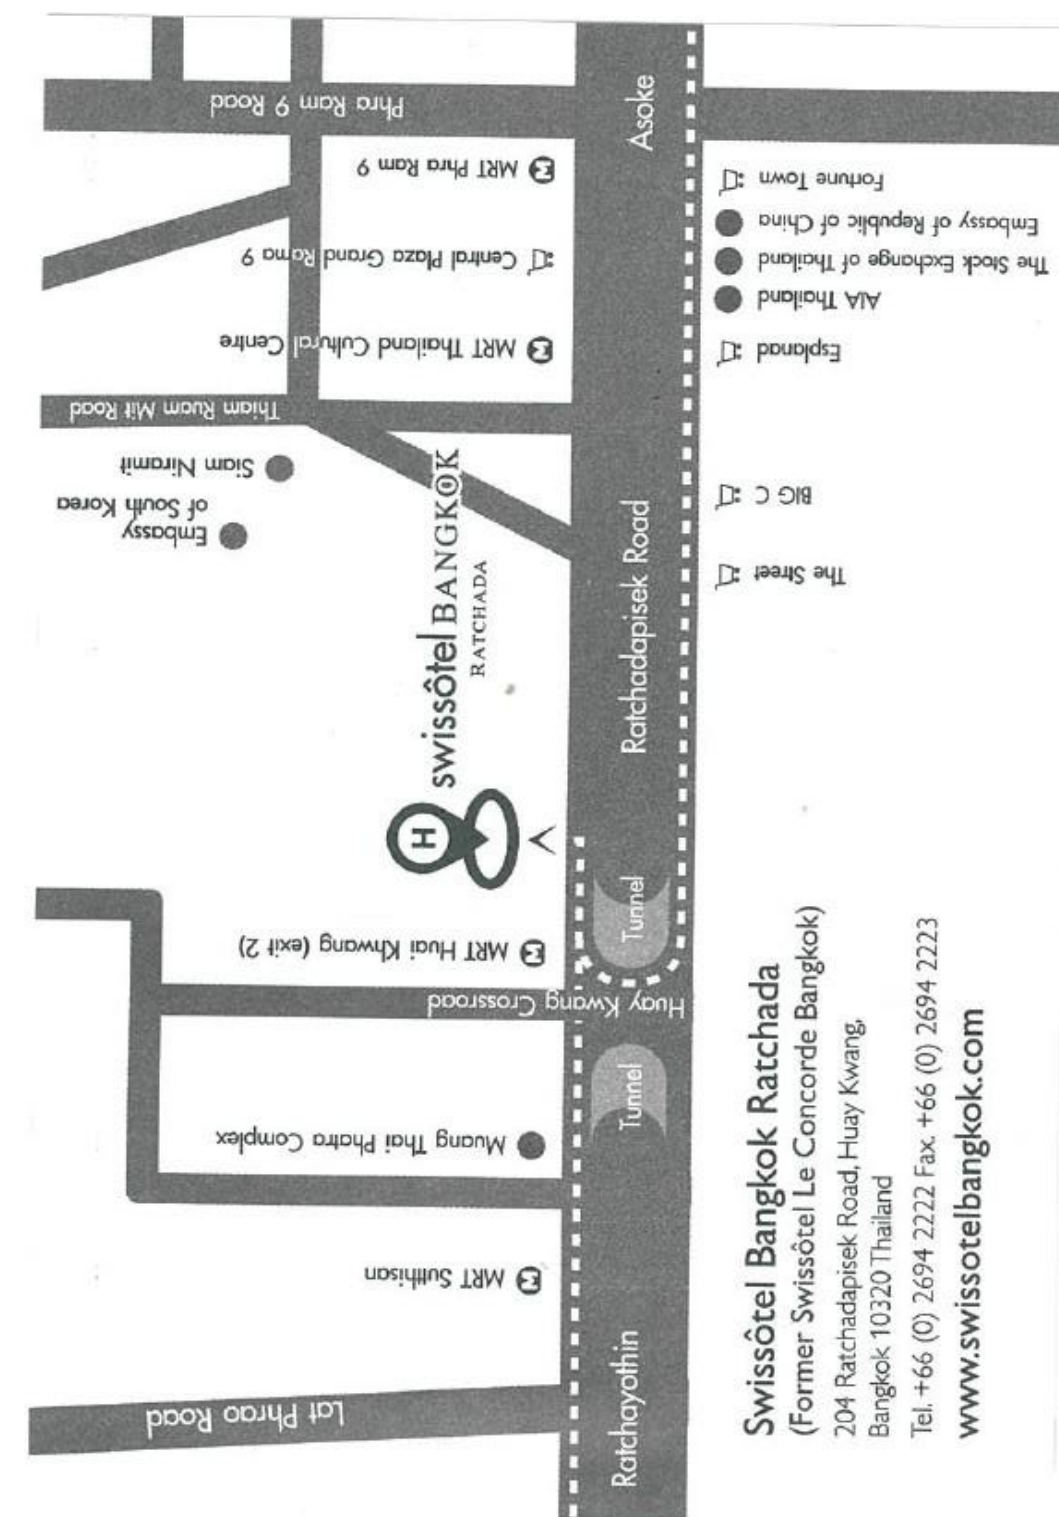 Phra Ram 9 Road
Asoke
MRT Phra Ram 9
Central Plaza Grand Rama 9
MRT Thailand Cultural Centre
Thiam Ruam Mit Road
Siam Niramit
Embassy
of South Korea
swissôtel BANGKOK
RATCHADA
H
Ratchadapisek Road
Fortune Town
Embassy of Republic of China
The Stock Exchange of Thailand
AIA Thailand
Esplanad
BIG C
The Street
MRT Huai Khwang (exit 2)
Tunnel
Huay Kwang Crossroad
Tunnel
Muang Thai Phatra Complex
MRT Sutthisan
Ratchayothin
Lat Phrao Road
Swissôtel Bangkok Ratchada
(Former Swissôtel Le Concorde Bangkok)
204 Ratchadapisek Road, Huay Kwang,
Bangkok 10320 Thailand
Tel. +66 (0) 2694 2222 Fax. +66 (0) 2694 2223
www.swissotelbangkok.com